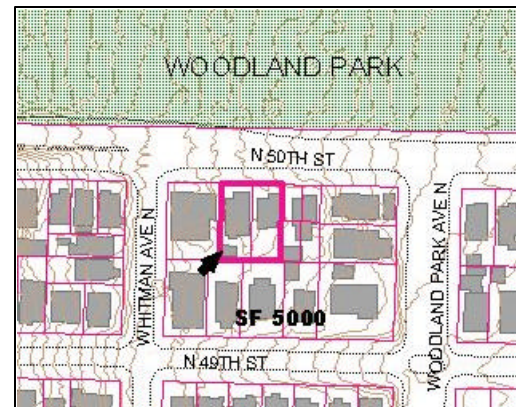 WOODLAND PARK
N 50TH ST
WHITMAN AVE N
WOODLAND PARK AVE N
SF 5000
N 49TH ST